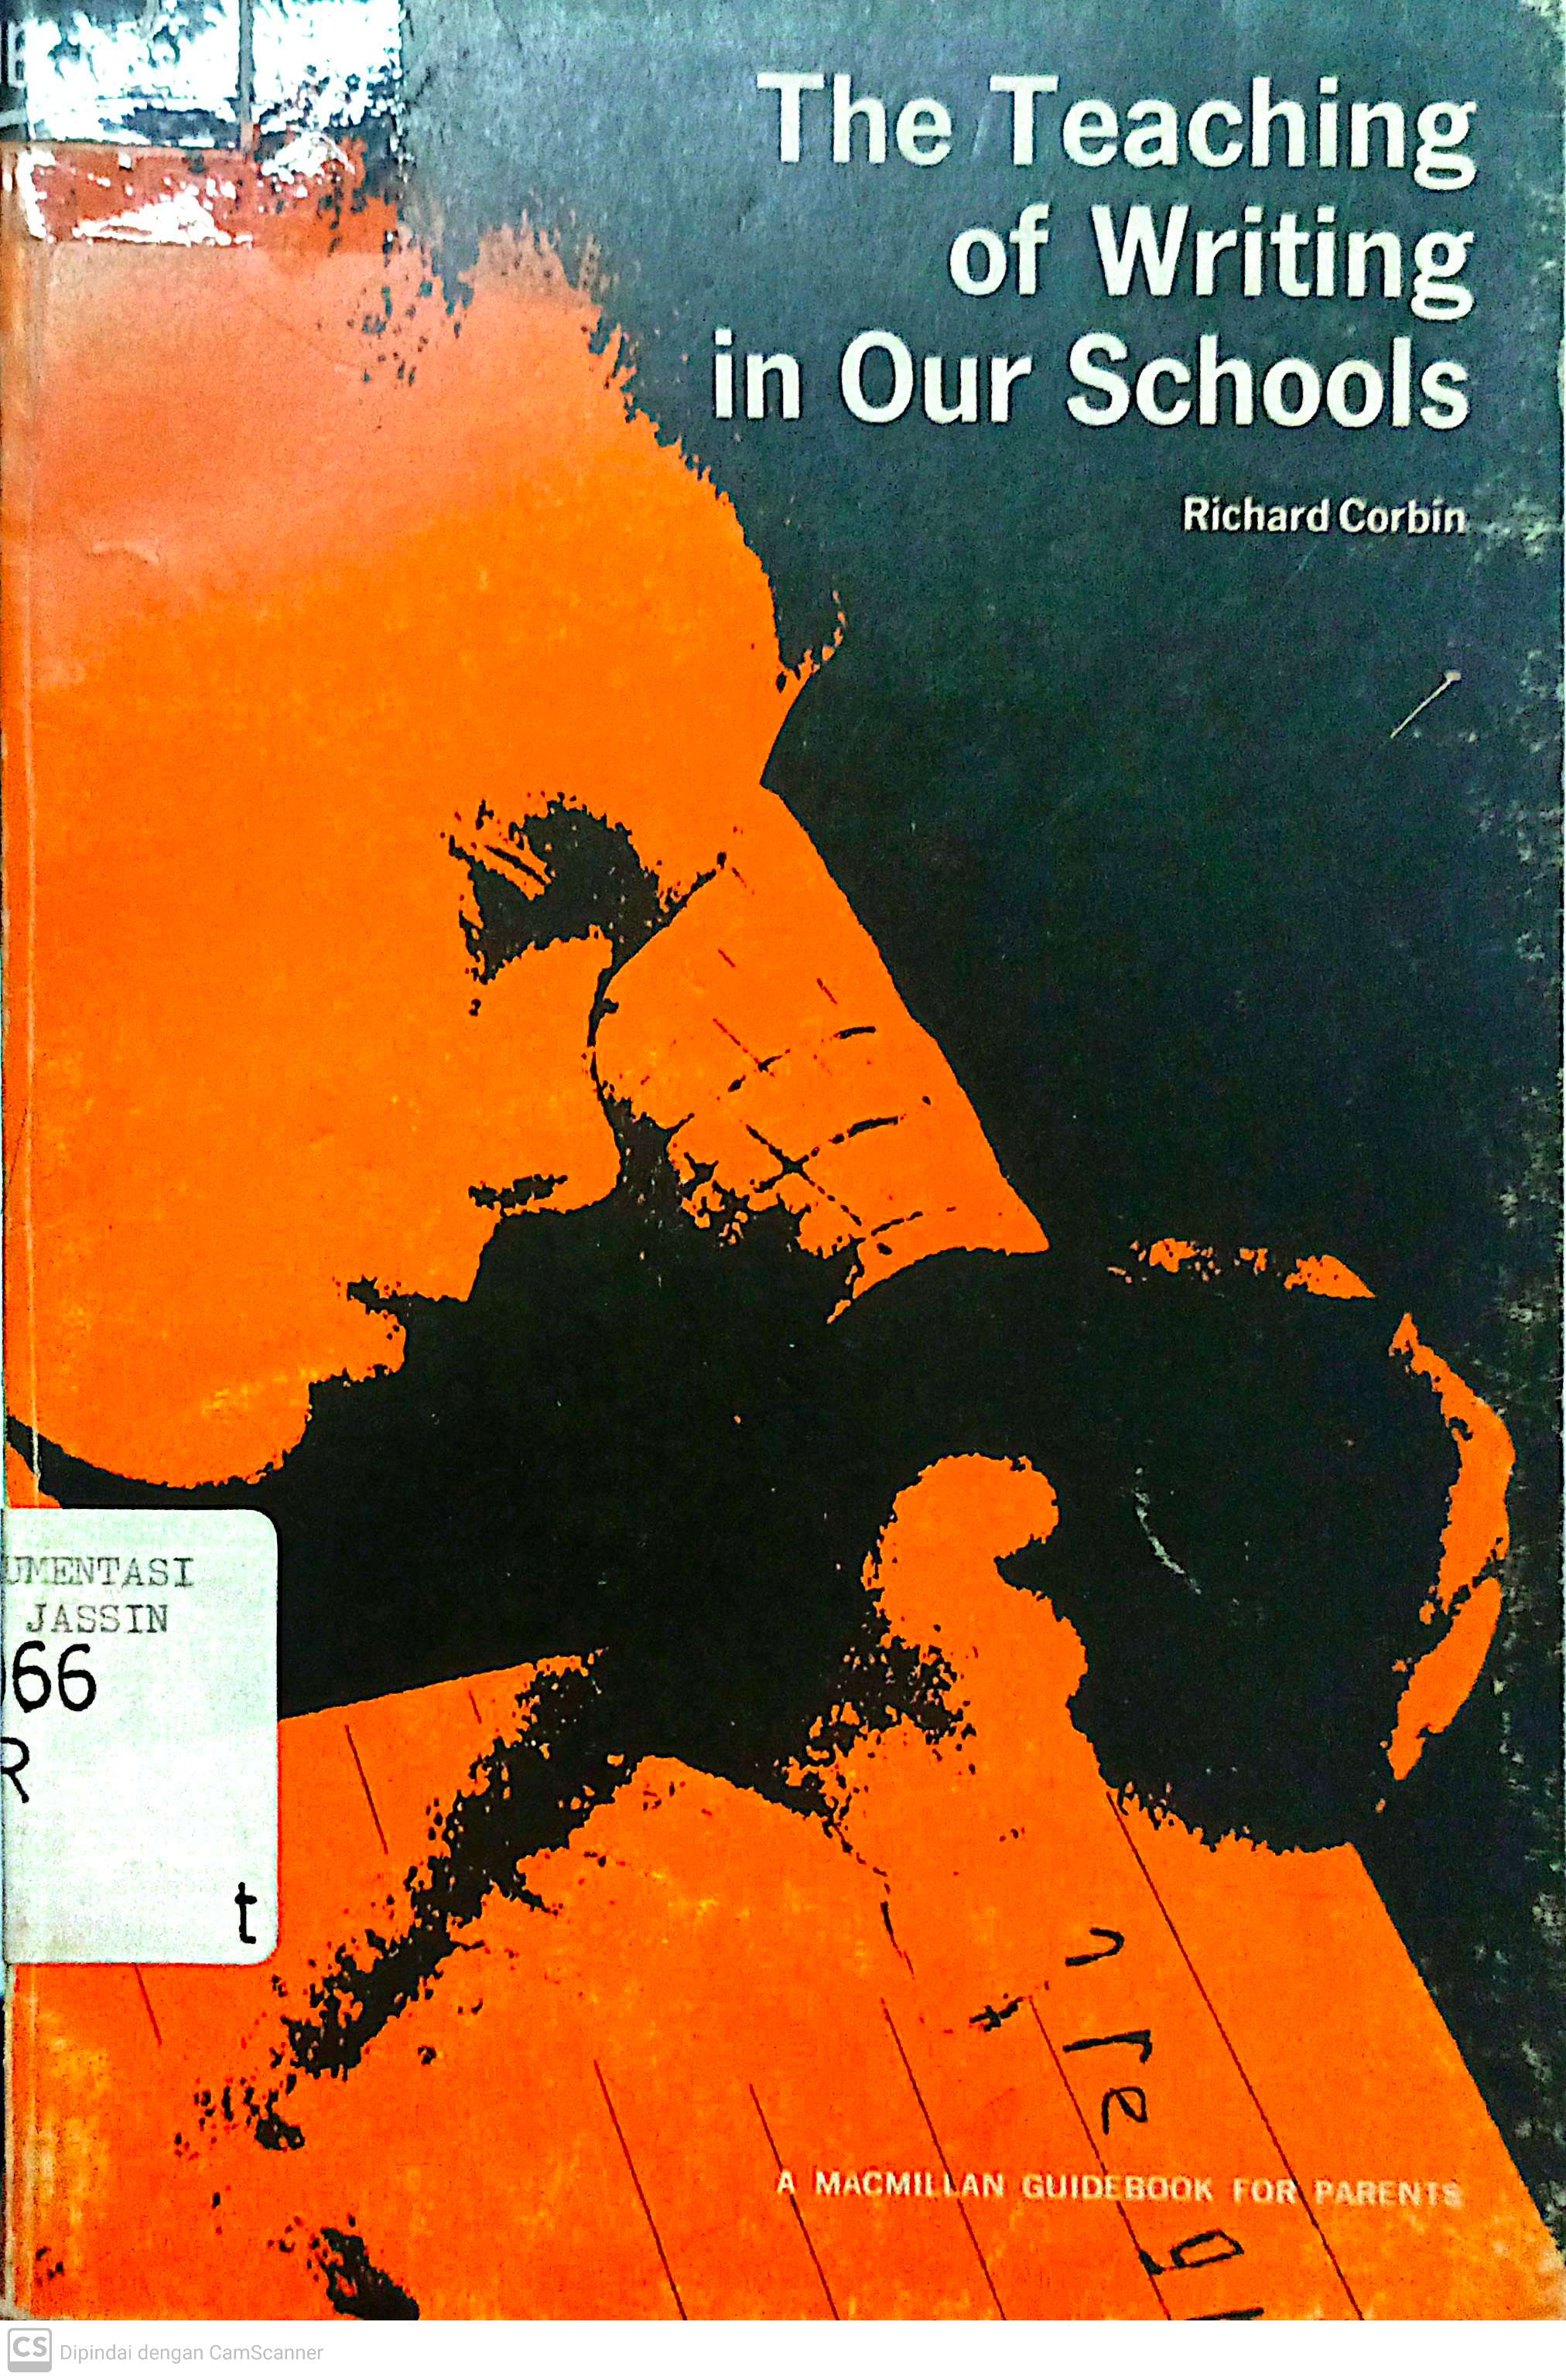 The Teaching
of Writing
in Our Schools
Richard Corbin
UMENTASI
JASSIN
66
R
t
A MACMILLAN GUIDEBOOK FOR PARENTS
CS Dipindai dengan CamScanner